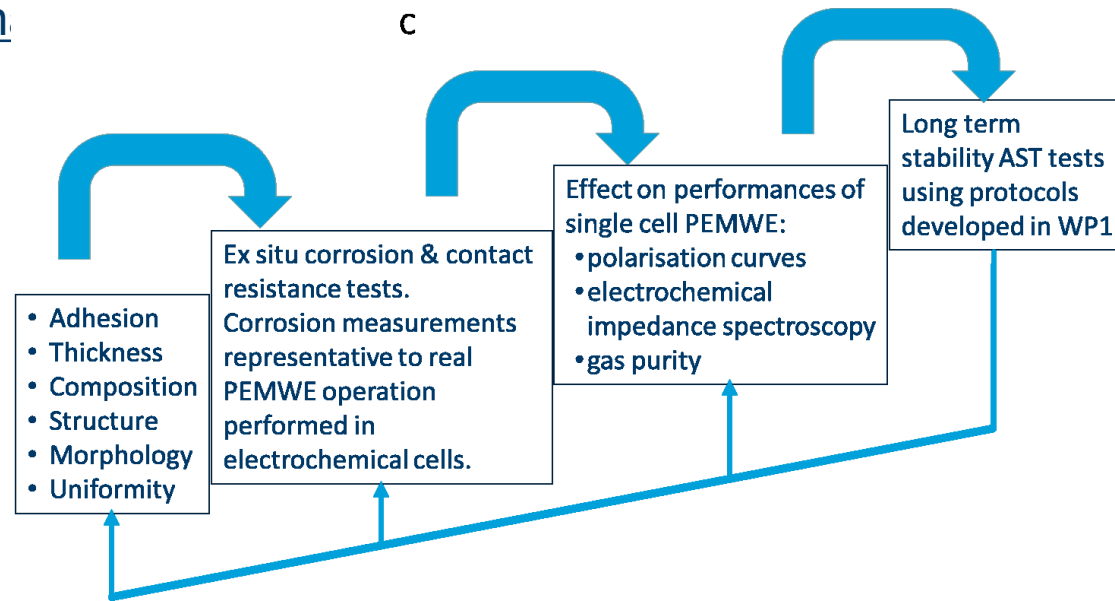 c
Long term
stability AST tests
using protocols
developed in WP1
Effect on performances of
single cell PEMWE:
•polarisation curves
•electrochemical
impedance spectroscopy
•gas purity
Ex situ corrosion & contact
resistance tests.
Corrosion measurements
representative to real
PEMWE operation
performed in
electrochemical cells.
• Adhesion
• Thickness
• Composition
• Structure
• Morphology
• Uniformity